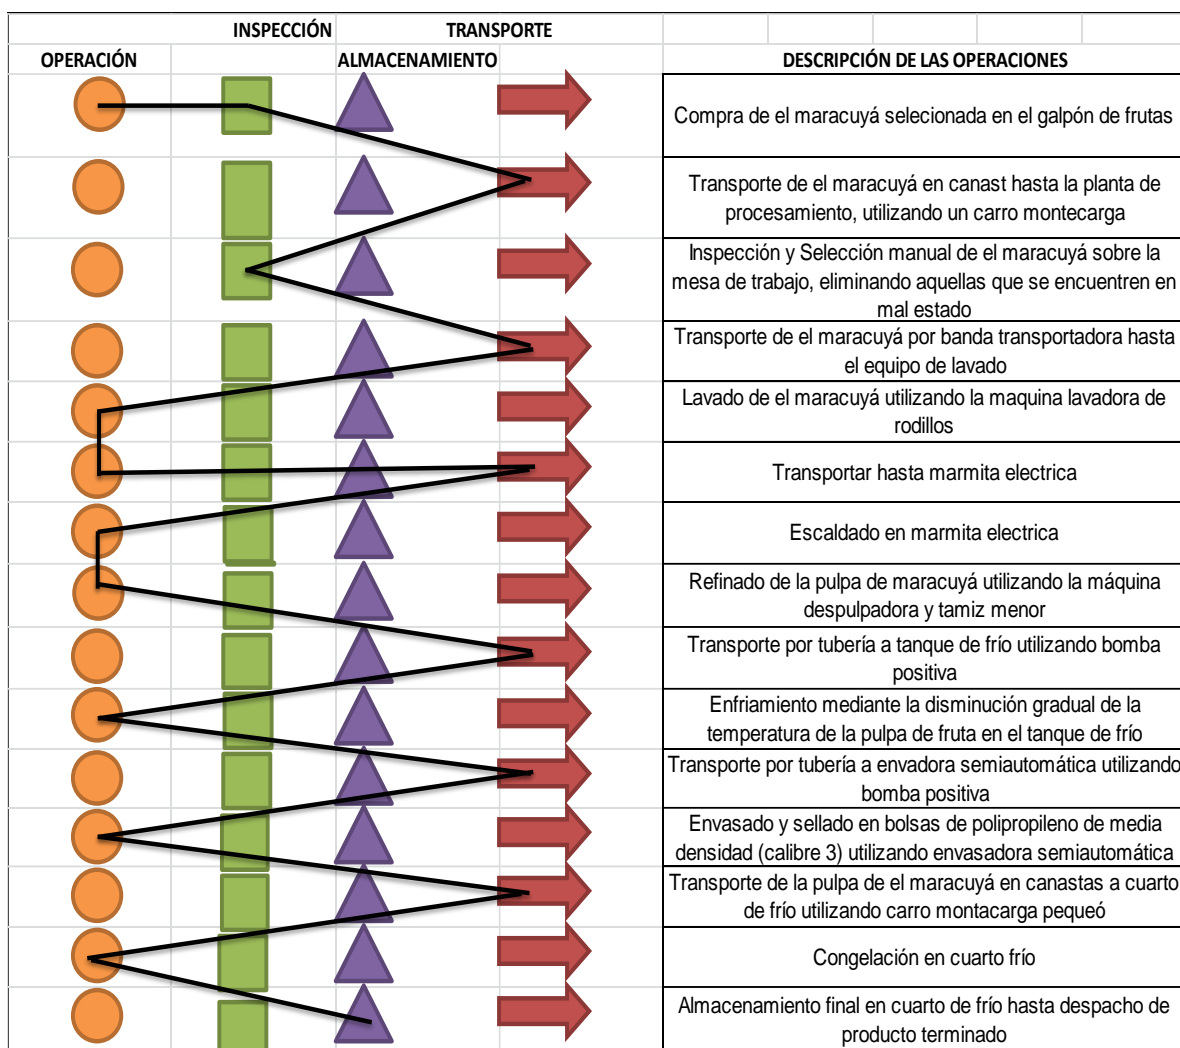 INSPECCIÓN TRANSPORTE
OPERACIÓN ALMACENAMIENTO DESCRIPCIÓN DE LAS OPERACIONES
Compra de el maracuyá selecionada en el galpón de frutas
Transporte de el maracuyá en canast hasta la planta de
procesamiento, utilizando un carro montecarga
Inspección y Selección manual de el maracuyá sobre la
mesa de trabajo, eliminando aquellas que se encuentren en
mal estado
Transporte de el maracuyá por banda transportadora hasta
el equipo de lavado
Lavado de el maracuyá utilizando la maquina lavadora de
rodillos
Transportar hasta marmita electrica
Escaldado en marmita electrica
Refinado de la pulpa de maracuyá utilizando la máquina
despulpadora y tamiz menor
Transporte por tubería a tanque de frío utilizando bomba
positiva
Enfriamiento mediante la disminución gradual de la
temperatura de la pulpa de fruta en el tanque de frío
Transporte por tubería a envadora semiautomática utilizando
bomba positiva
Envasado y sellado en bolsas de polipropileno de media
densidad (calibre 3) utilizando envasadora semiautomática
Transporte de la pulpa de el maracuyá en canastas a cuarto
de frío utilizando carro montacarga pequeó
Congelación en cuarto frío
Almacenamiento final en cuarto de frío hasta despacho de
producto terminado